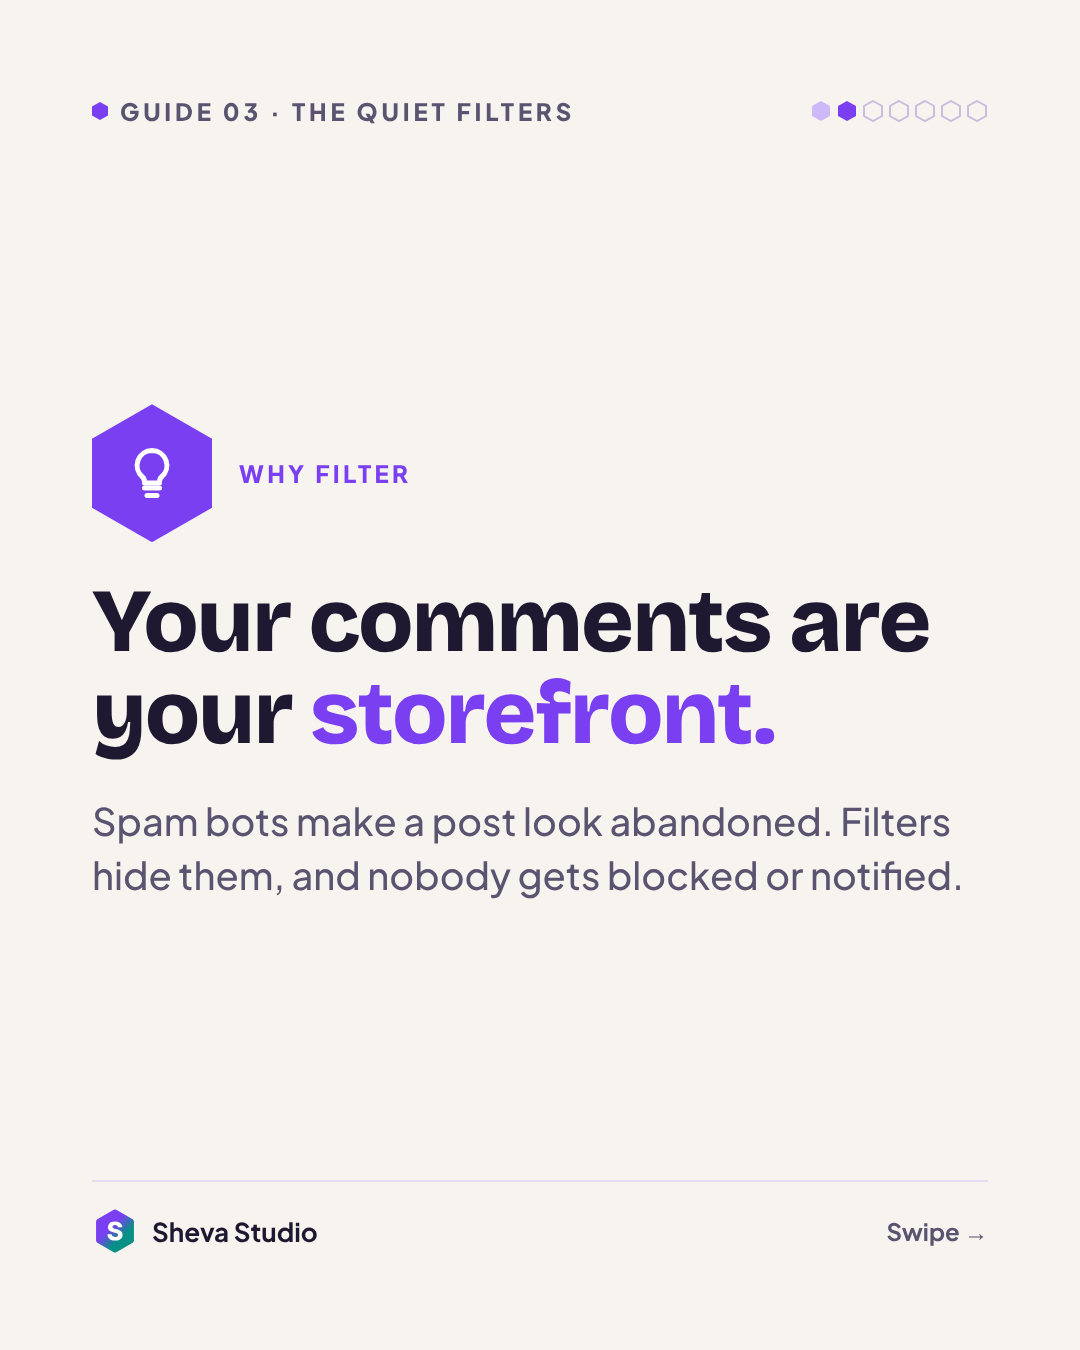 GUIDE 03 · THE QUIET FILTERS
WHY FILTER
Your comments are
your storefront.
Spam bots make a post look abandoned. Filters
hide them, and nobody gets blocked or notified.
S Sheva Studio
Swipe →